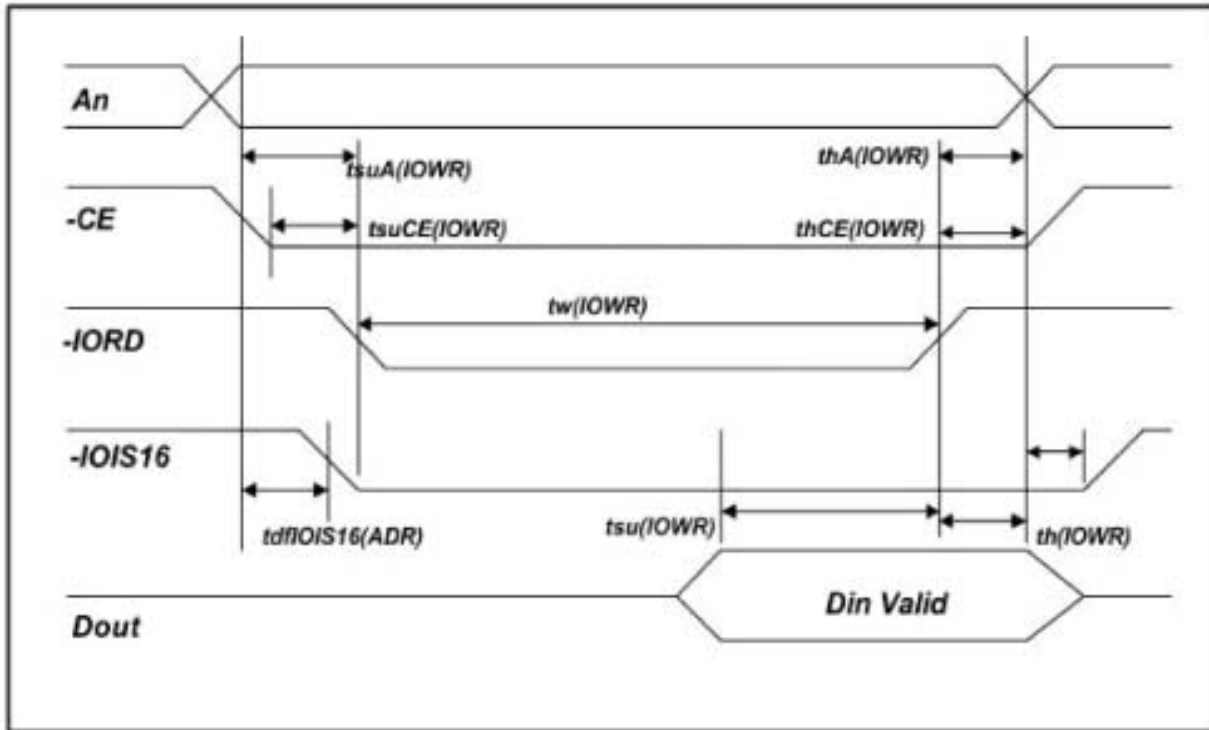 An
tsuA(IOWR)
thA(IOWR)
-CE
tsuCE(IOWR)
thCE(IOWR)
tw(IOWR)
-IORD
-IOIS16
tsu(IOWR)
th(IOWR)
tdfIOIS16(ADR)
Din Valid
Dout